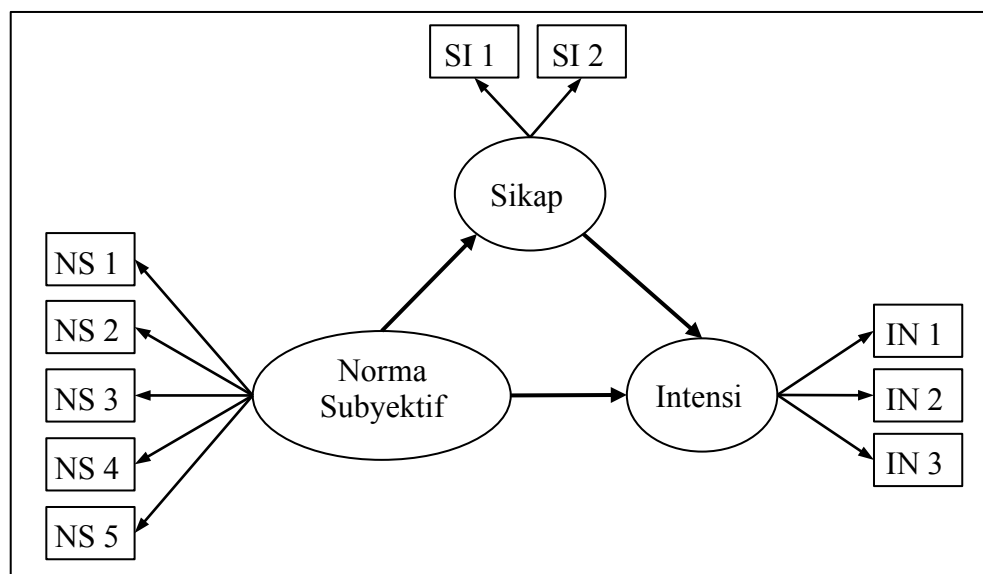 SI 1
SI 2
Sikap
NS 1
NS 2
NS 3
NS 4
NS 5
Norma
Subyektif
Intensi
IN 1
IN 2
IN 3